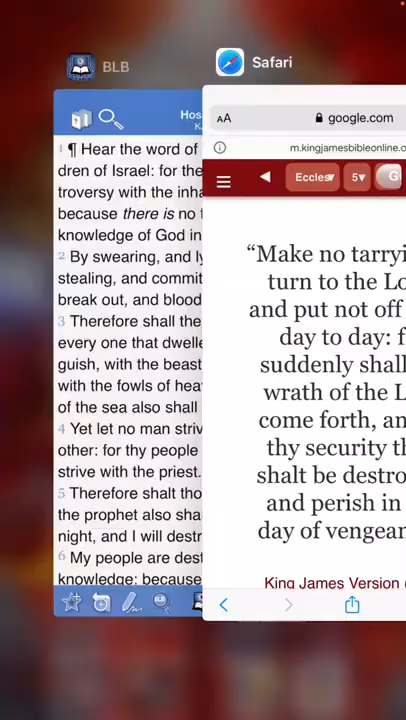 BLB
Hos
¶ Hear the word of
dren of Israel: for the
troversy with the inha
because there is no t
knowledge of God in
2 By swearing, and ly
stealing, and commit
break out, and blood
3 Therefore shall the
every one that dwelle
guish, with the beast
with the fowls of hea
of the sea also shall
4 Yet let no man striv
other: for thy people
strive with the priest.
5 Therefore shalt tho
the prophet also sha
night, and I will destr
6 My people are dest
knowledge: because
BLB
Safari
AA google.com
m.kingjamesbibleonline.o
Eccles 5 G
“Make no tarryi
turn to the Lo
and put not off
day to day: f
suddenly shall
wrath of the L
come forth, an
thy security th
shalt be destro
and perish in
day of vengean
King James Version (